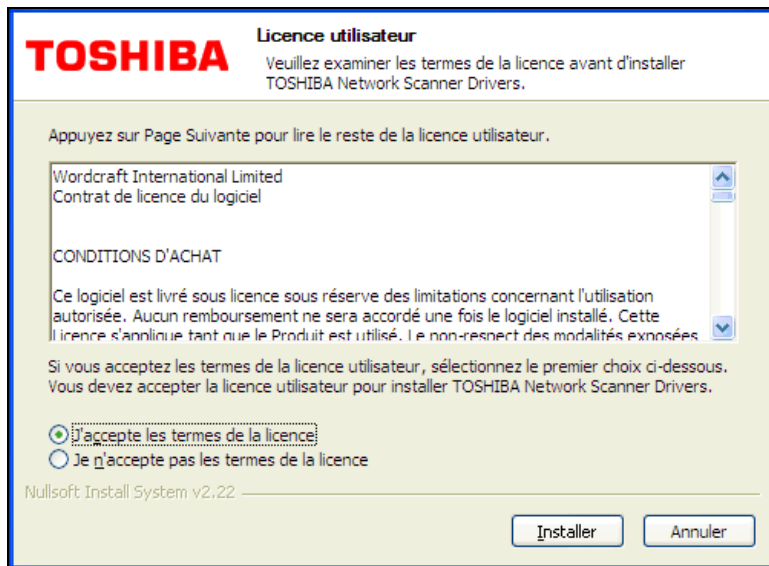 TOSHIBA
Licence utilisateur
Veuillez examiner les termes de la licence avant d'installer
TOSHIBA Network Scanner Drivers.
Appuyez sur Page Suivante pour lire le reste de la licence utilisateur.
Wordcraft International Limited
Contrat de licence du logiciel
CONDITIONS D'ACHAT
Ce logiciel est livré sous licence sous réserve des limitations concernant l'utilisation
autorisée. Aucun remboursement ne sera accordé une fois le logiciel installé. Cette
Licence s'applique tant que le Produit est utilisé. Le non-respect des modalités exposées
Si vous acceptez les termes de la licence utilisateur, sélectionnez le premier choix ci-dessous.
Vous devez accepter la licence utilisateur pour installer TOSHIBA Network Scanner Drivers.
J'accepte les termes de la licence
Je n'accepte pas les termes de la licence
Nullsoft Install System v2.22
Installer
Annuler